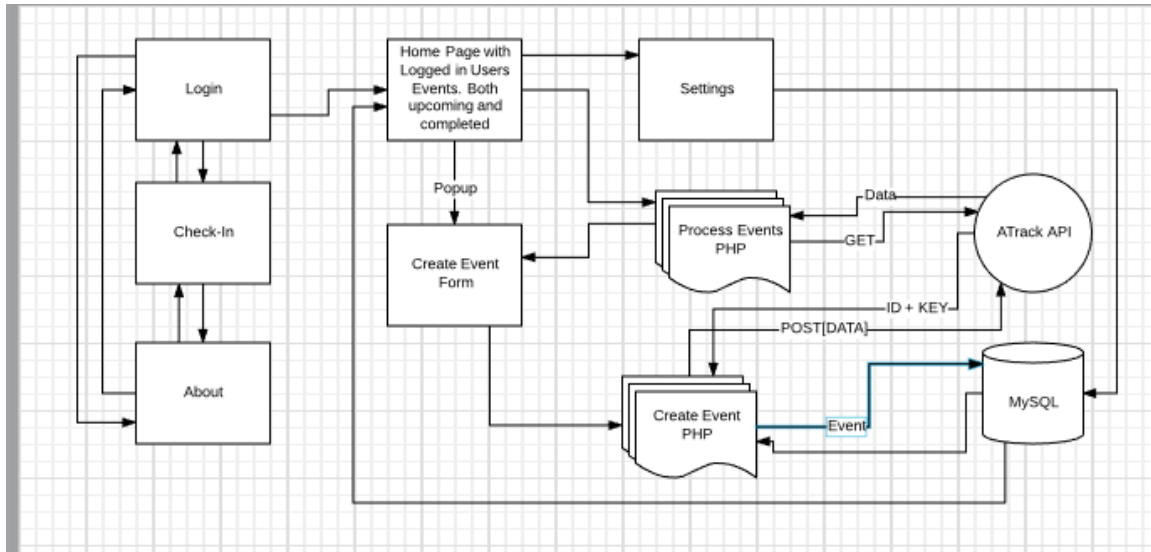 Login
Home Page with
Logged in Users
Events. Both
upcoming and
completed
Settings
Popup
Check-In
Create Event
Form
Process Events
PHP
Data
GET
ATrack API
ID + KEY
POST[DATA]
About
Create Event
PHP
Event
MySQL